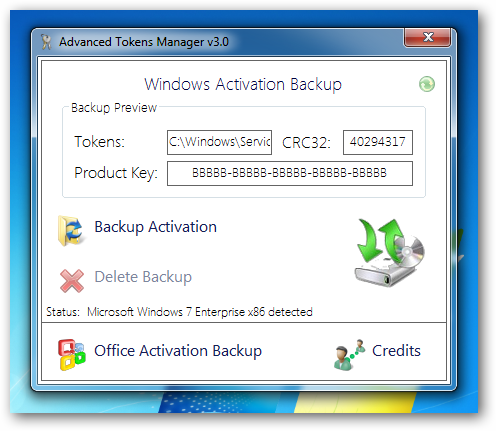 Advanced Tokens Manager v3.0
Windows Activation Backup
Backup Preview
Tokens: C:\Windows\Servic CRC32: 40294317
Product Key: BBBBB-BBBBB-BBBBB-BBBBB-BBBBB
Backup Activation
Delete Backup
Status: Microsoft Windows 7 Enterprise x86 detected
Office Activation Backup Credits